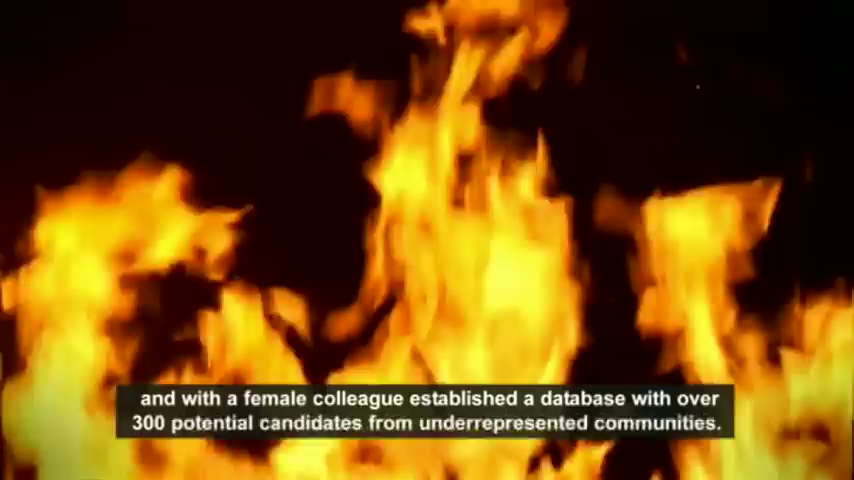 and with a female colleague established a database with over
300 potential candidates from underrepresented communities.